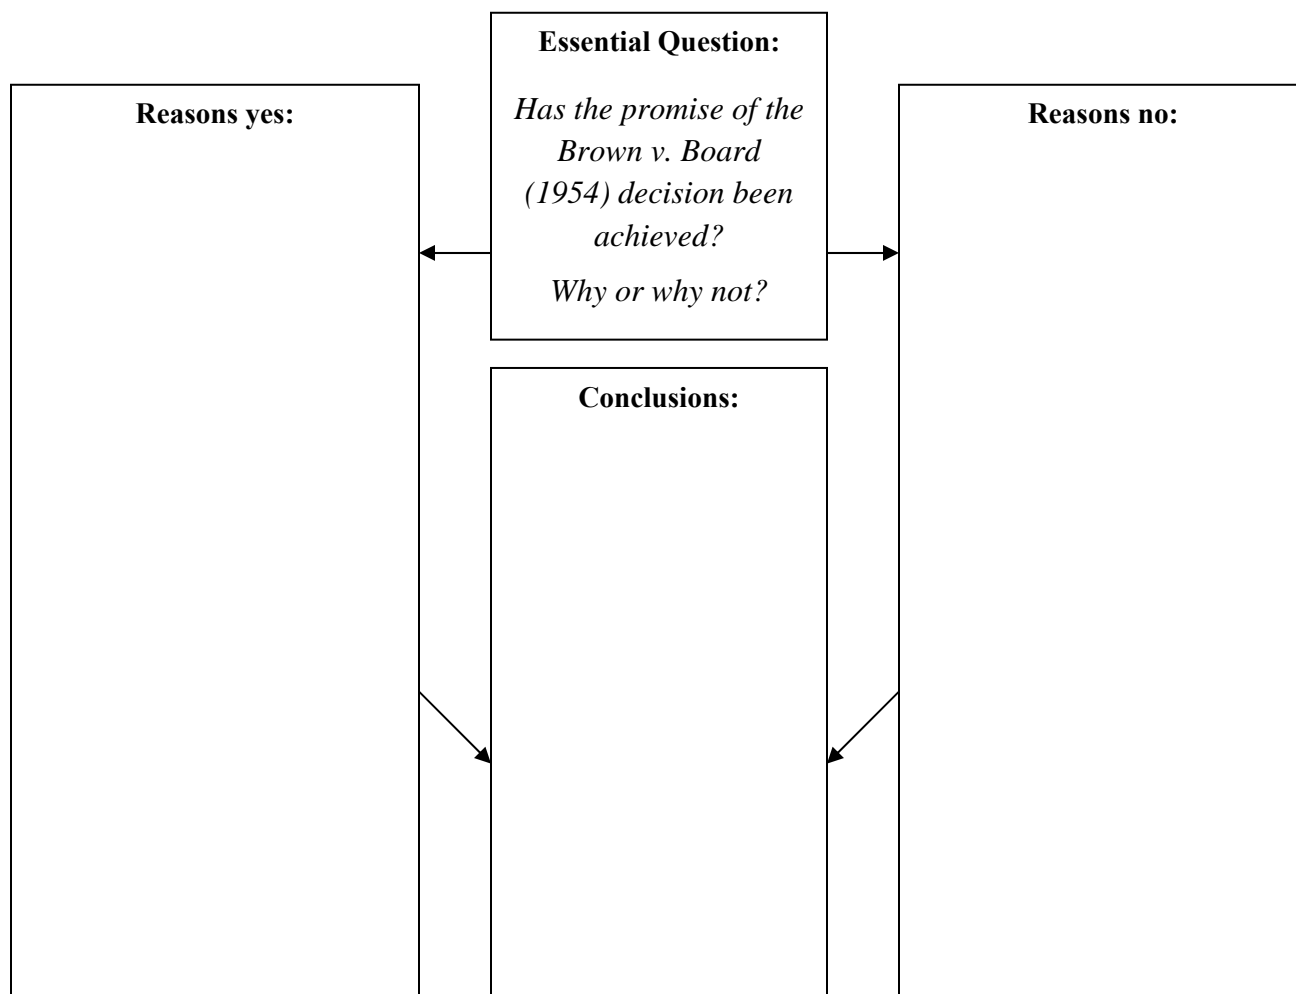 Essential Question:
Has the promise of the
Brown v. Board
(1954) decision been
achieved?
Why or why not?
Reasons yes:
Reasons no:
Conclusions: